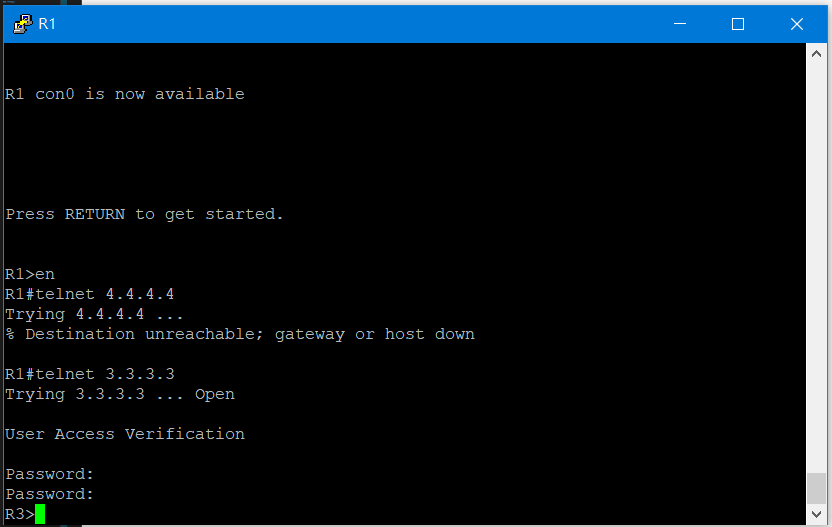 R1
R1 con0 is now available
Press RETURN to get started.
R1>en
R1#telnet 4.4.4.4
Trying 4.4.4.4 ...
% Destination unreachable; gateway or host down
R1#telnet 3.3.3.3
Trying 3.3.3.3 ... Open
User Access Verification
Password:
Password:
R3>